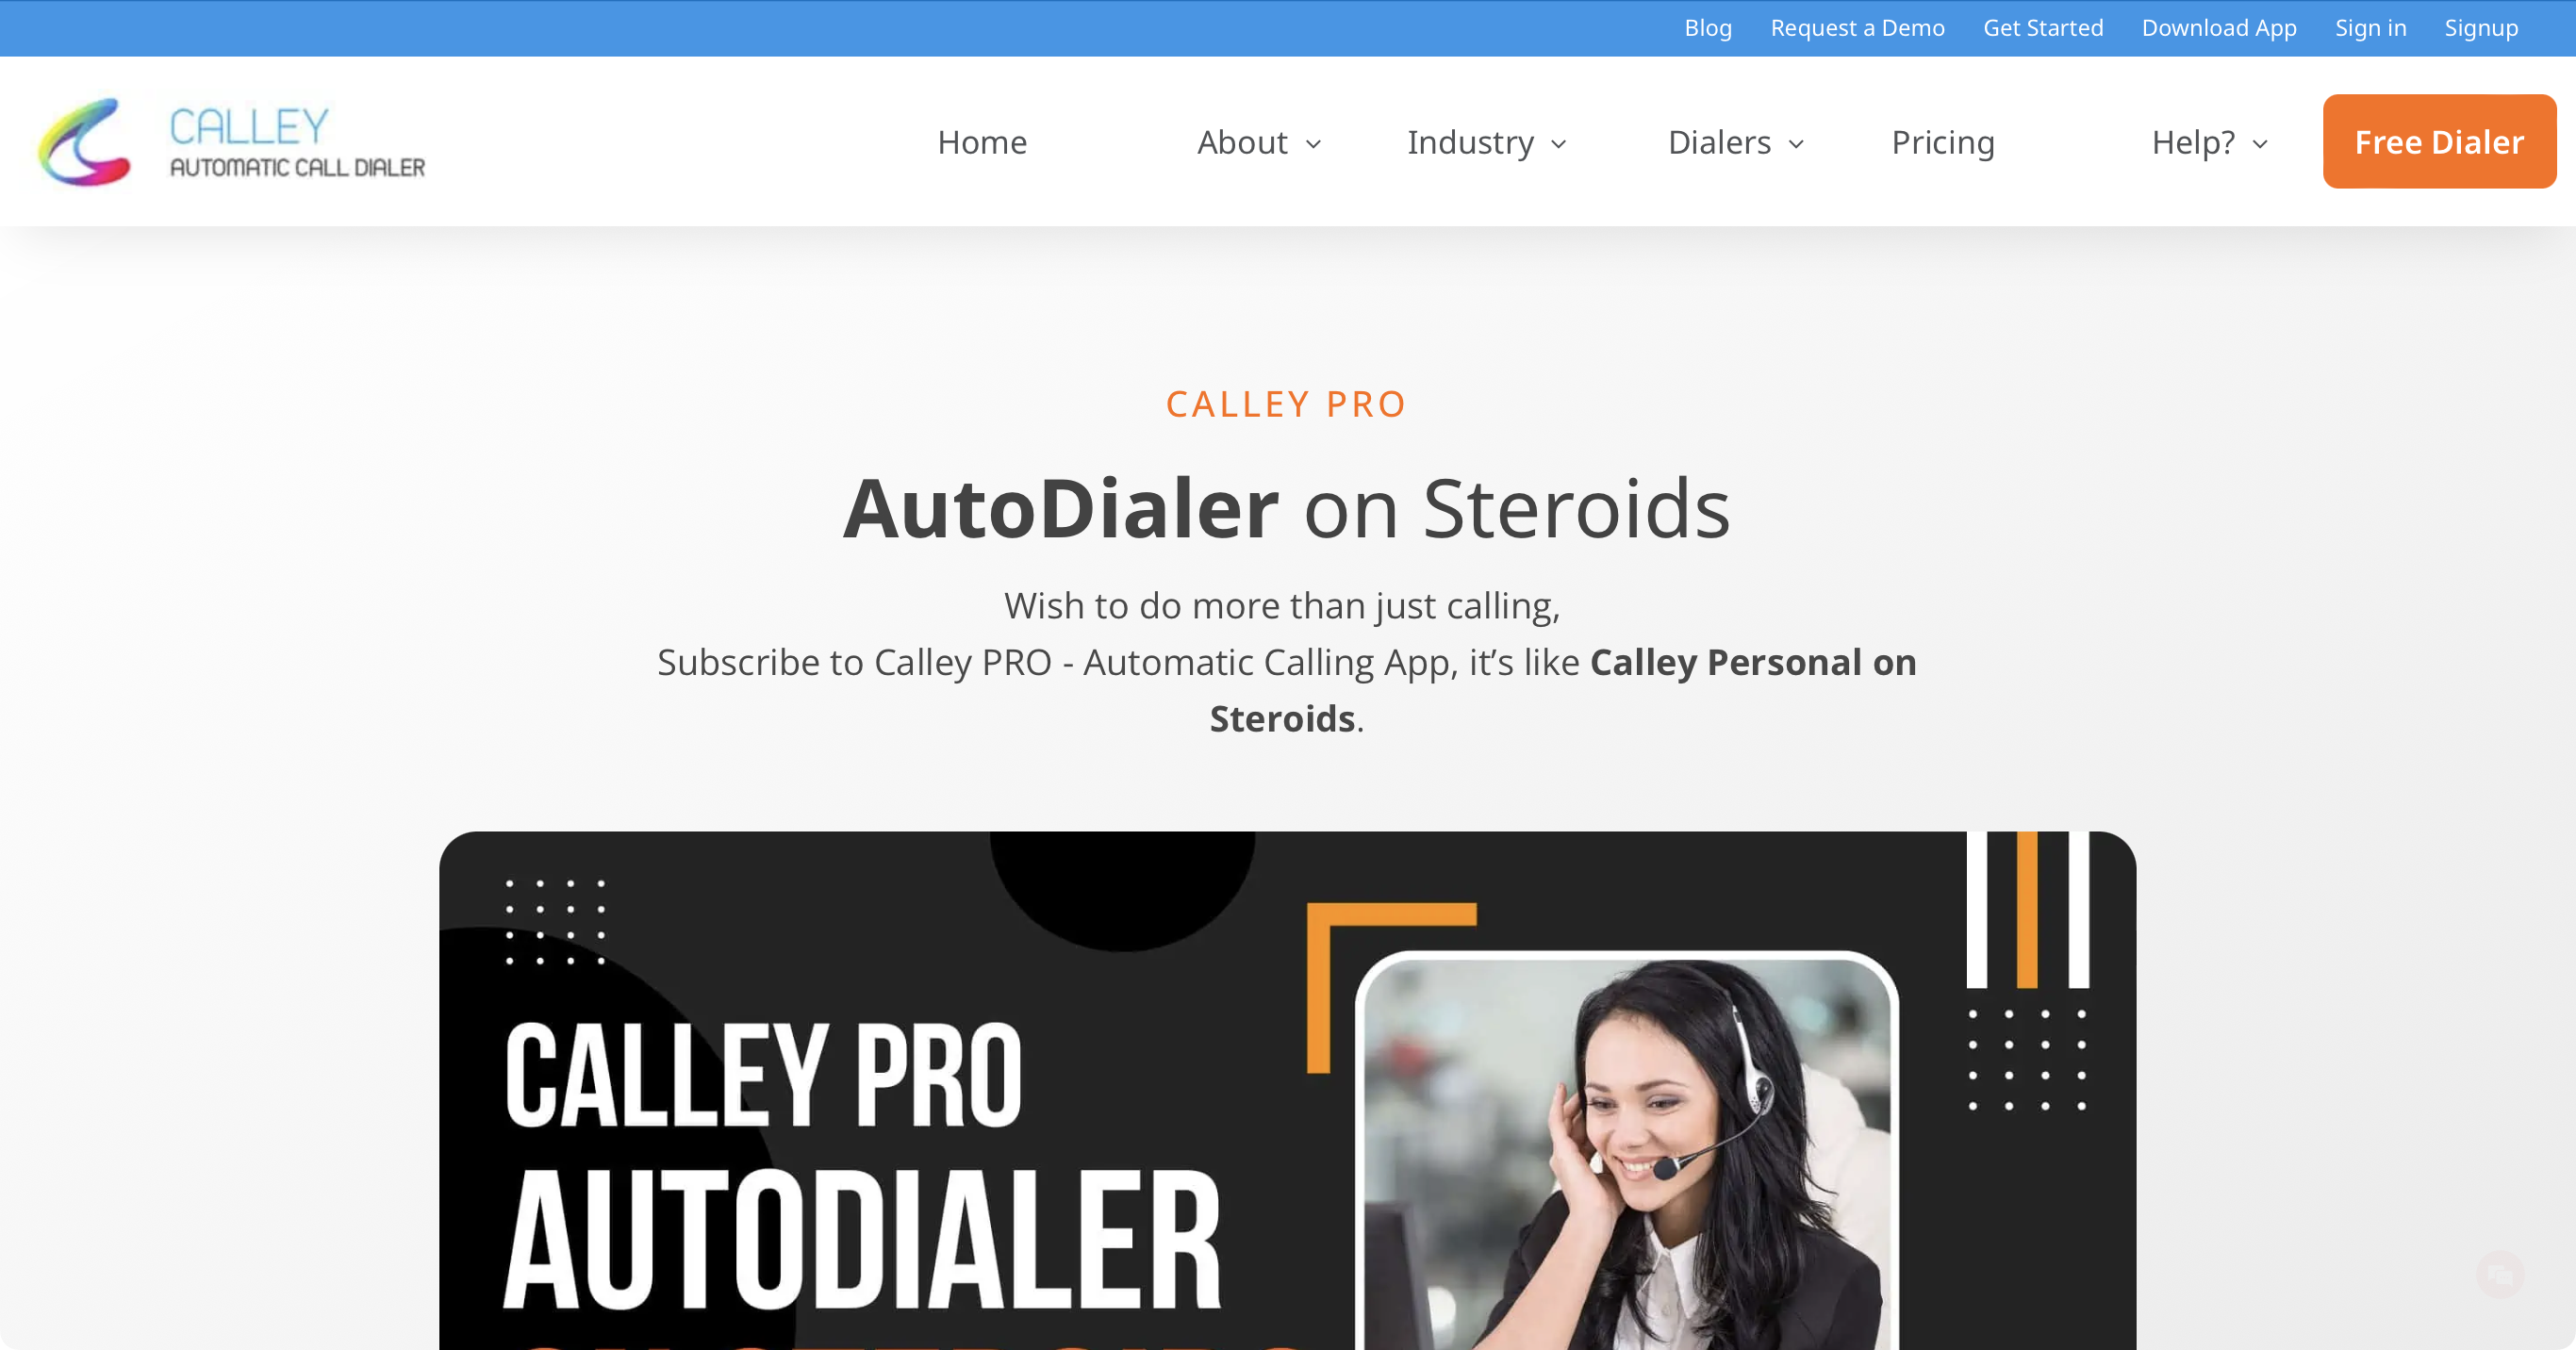 Blog Request a Demo Get Started Download App Sign in Signup
CALLEY
AUTOMATIC CALL DIALER
Home About Industry Dialers Pricing Help? Free Dialer
CALLEY PRO
AutoDialer on Steroids
Wish to do more than just calling,
Subscribe to Calley PRO - Automatic Calling App, it’s like Calley Personal on
Steroids.
CALLEY PRO
AUTODIALER